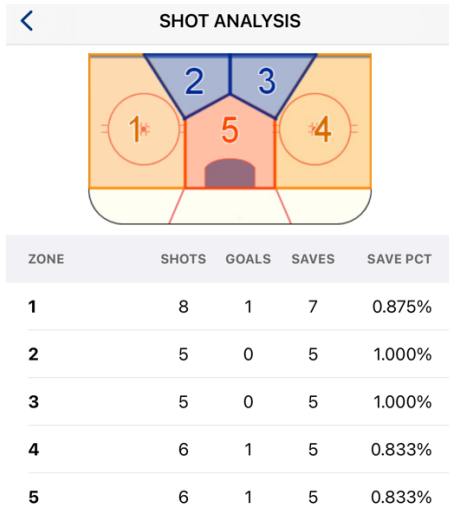 SHOT ANALYSIS
2 3
1 5 4
ZONE SHOTS GOALS SAVES SAVE PCT
1 8 1 7 0.875%
2 5 0 5 1.000%
3 5 0 5 1.000%
4 6 1 5 0.833%
5 6 1 5 0.833%